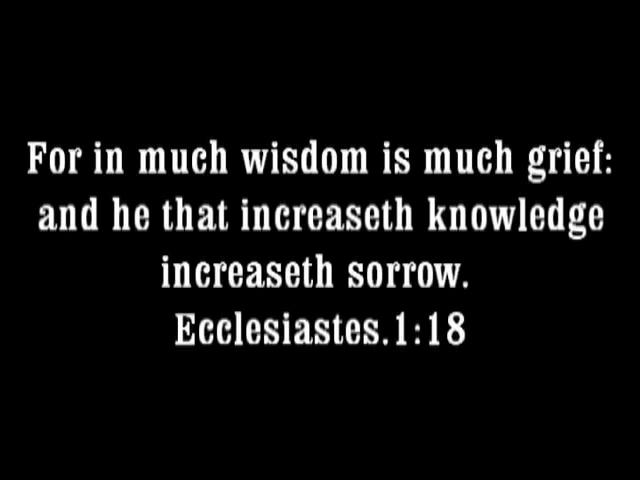 For in much wisdom is much grief:
and he that increaseth knowledge
increaseth sorrow.
Ecclesiastes.1:18